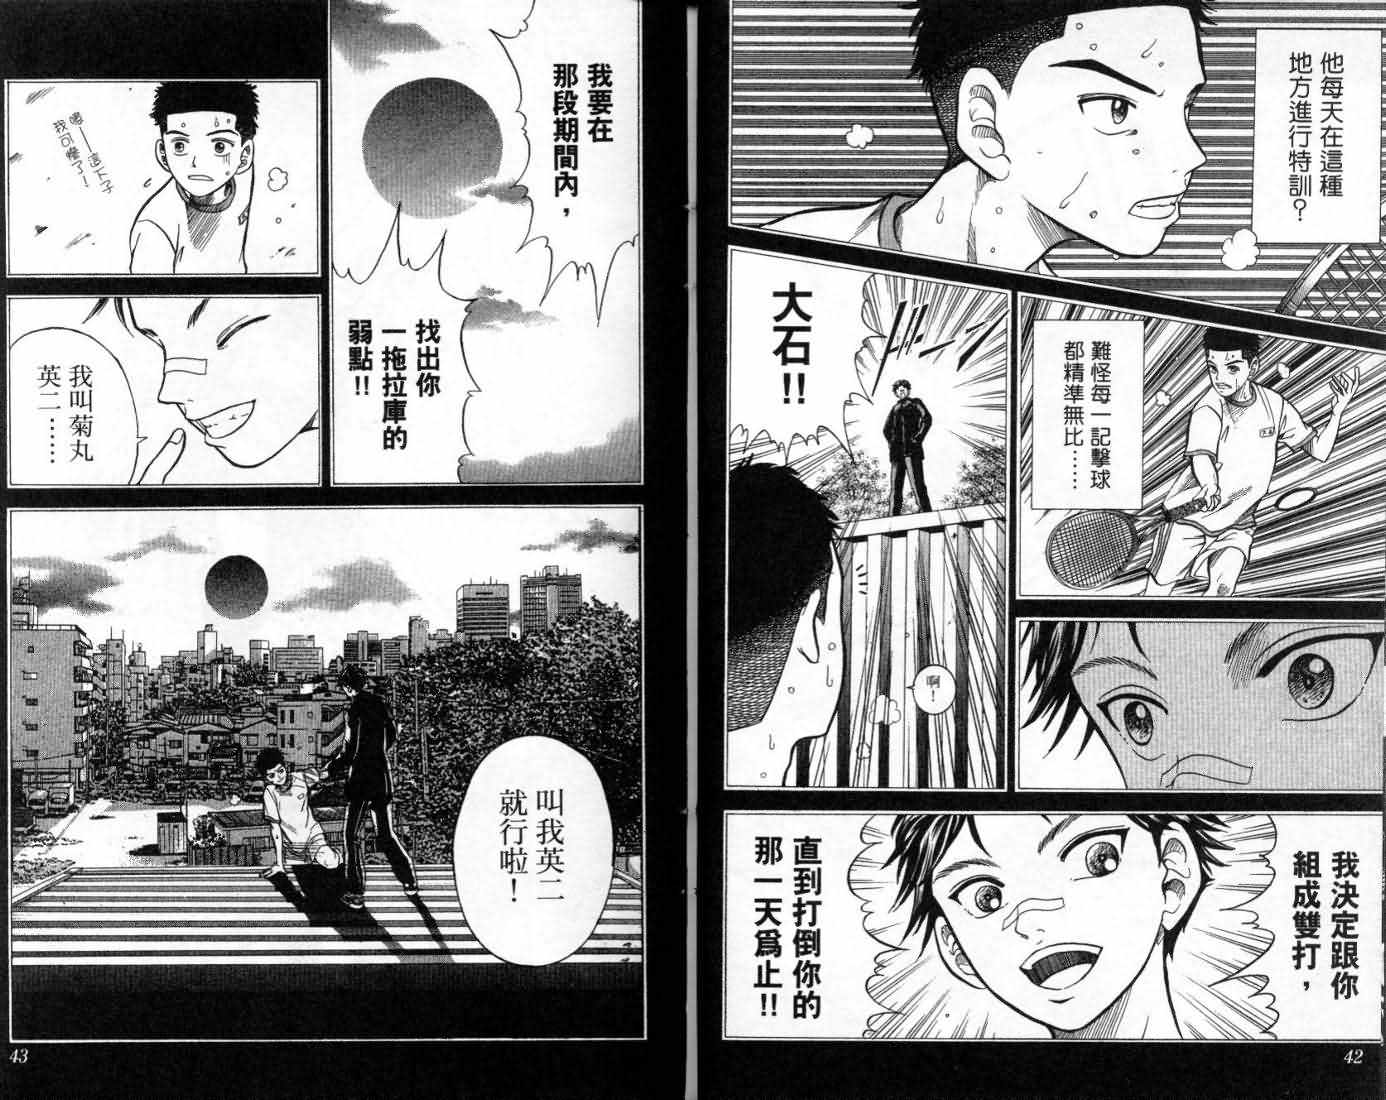 他每天在這種
地方進行特訓？
難怪每一記擊球
都精準無比……
大石!!
啊！
我決定跟你
組成雙打，
直到打倒你的
那一天為止!!
42
我要在
那段期間內，
找出你
一拖拉庫的
弱點!!
嗯——這下子
我可慘了！
我叫菊丸
英二……
叫我英二
就行啦！
43